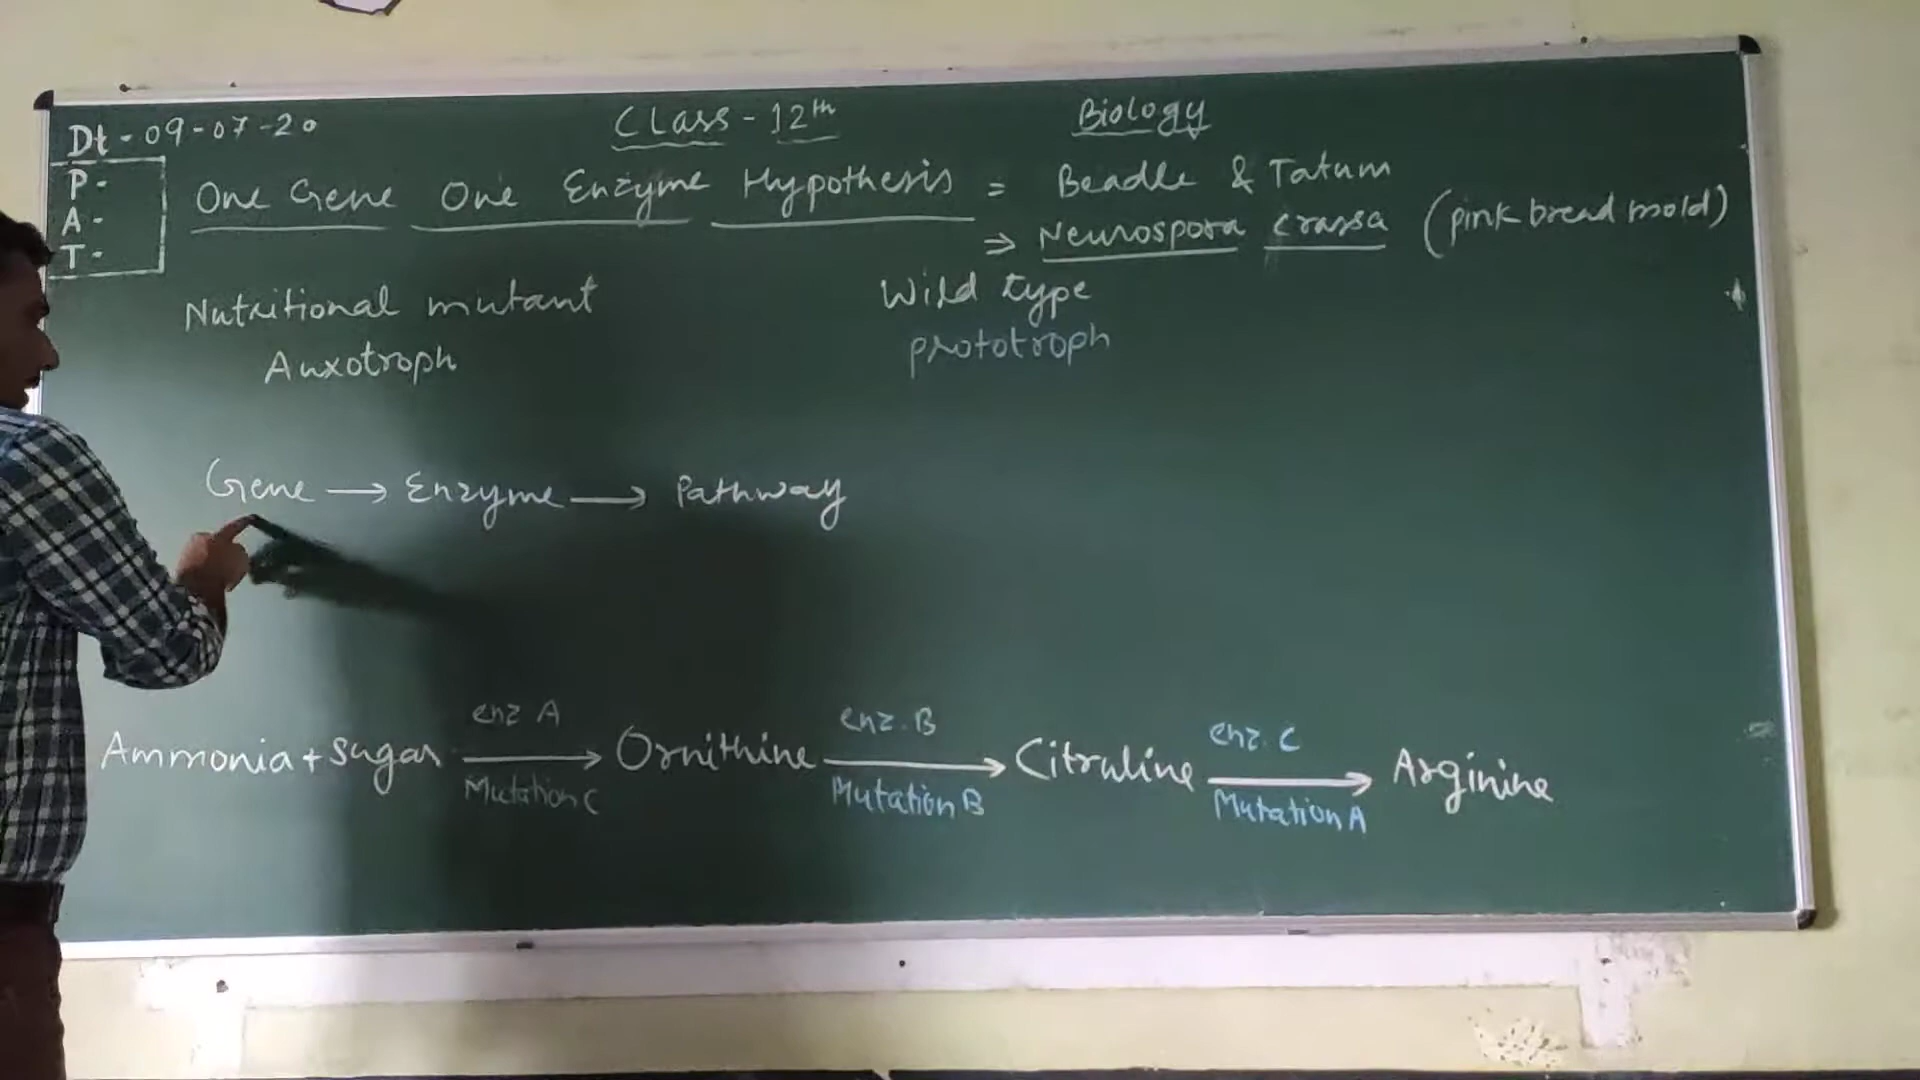 Dt - 09-07-20
Class - 12th
Biology
P -
A -
T -
One Gene One Enzyme Hypothesis = Beadle & Tatum
⇒ Neurospora crassa (pink bread mold)
Nutritional mutant
Auxotroph
Wild type
prototroph
Gene → Enzyme → Pathway
enz A
enz. B
enz. C
Ammonia + Sugar → Ornithine → Citruline → Arginine
Mutation C
Mutation B
Mutation A